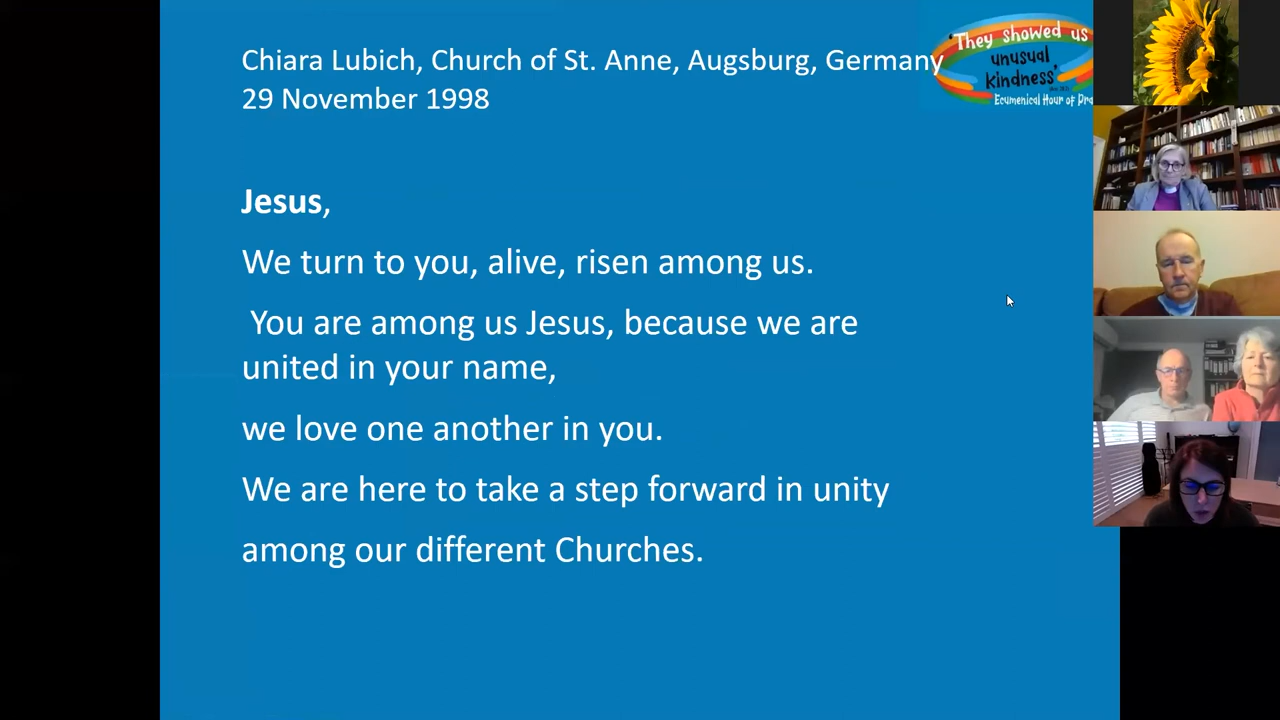 Chiara Lubich, Church of St. Anne, Augsburg, Germany
29 November 1998
'They showed us
unusual
kindness'
Ecumenical Hour of
Jesus,
We turn to you, alive, risen among us.
You are among us Jesus, because we are
united in your name,
we love one another in you.
We are here to take a step forward in unity
among our different Churches.